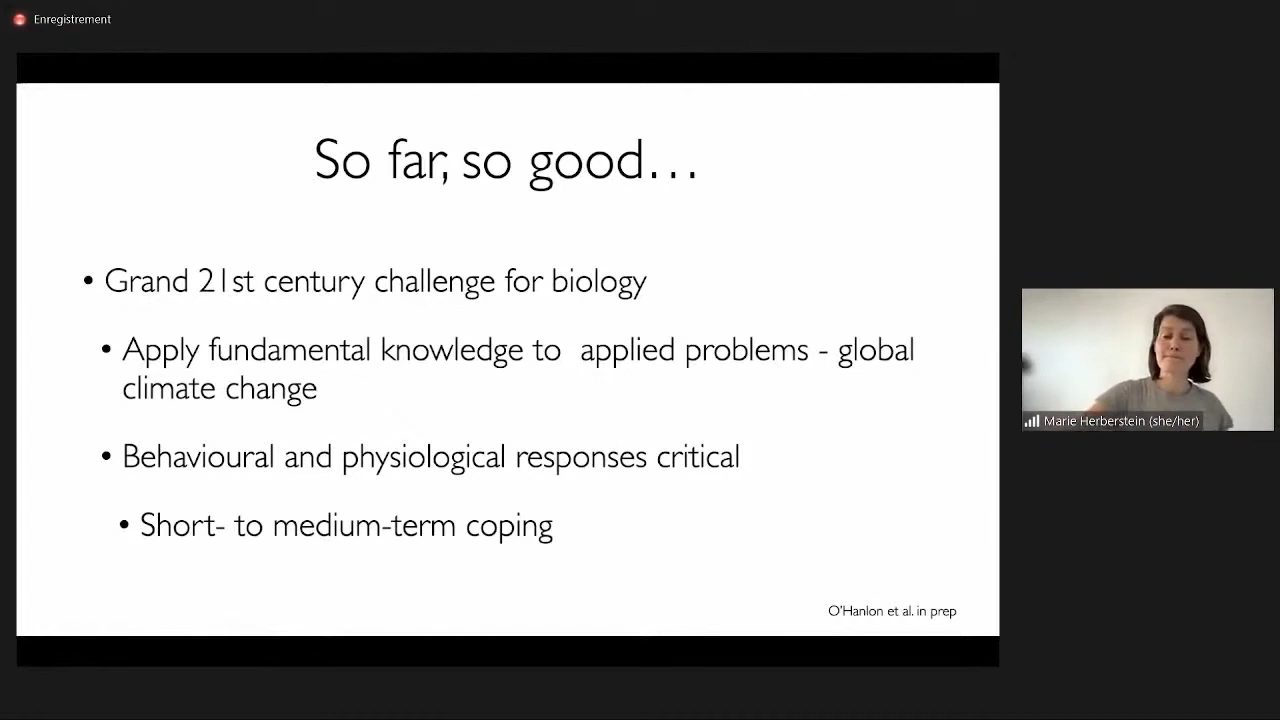 Enregistrement
So far, so good...
• Grand 21st century challenge for biology
• Apply fundamental knowledge to applied problems - global
climate change
• Behavioural and physiological responses critical
• Short- to medium-term coping
O'Hanlon et al. in prep
Marie Herberstein (she/her)